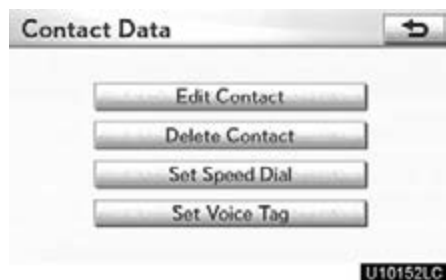 Contact Data
Edit Contact
Delete Contact
Set Speed Dial
Set Voice Tag
U10152LC